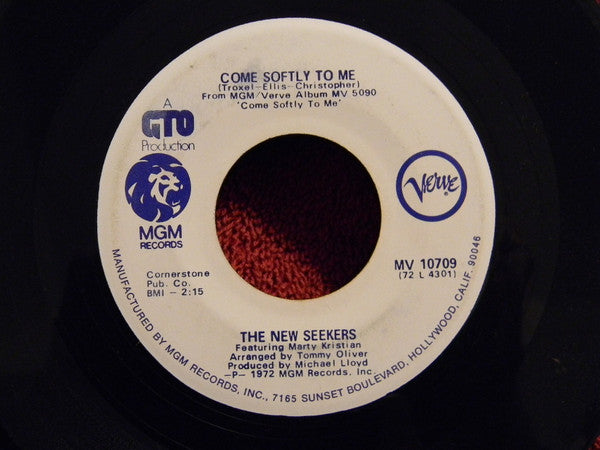 COME SOFTLY TO ME
(Troxel-Ellis-Christopher)
From MGM/Verve Album MV 5090
'Come Softly To Me'
A
GTO
Production
MGM
RECORDS
Verve
®
Cornerstone
Pub. Co.
BMI - 2:15
MV 10709
(72 L 4301)
THE NEW SEEKERS
Featuring Marty Kristian
Arranged by Tommy Oliver
Produced by Michael Lloyd
-P- 1972 MGM Records, Inc.
MANUFACTURED BY MGM RECORDS, INC., 7165 SUNSET BOULEVARD, HOLLYWOOD, CALIF. 90046